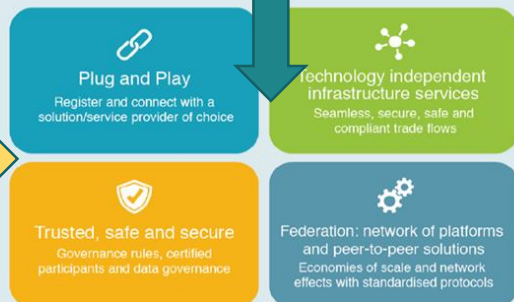 Plug and Play
Register and connect with a
solution/service provider of choice
Technology independent
infrastructure services
Seamless, secure, safe and
compliant trade flows
Trusted, safe and secure
Governance rules, certified
participants and data governance
Federation: network of platforms
and peer-to-peer solutions
Economies of scale and network
effects with standardised protocols